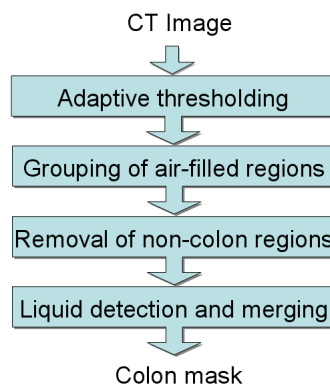 CT Image
Adaptive thresholding
Grouping of air-filled regions
Removal of non-colon regions
Liquid detection and merging
Colon mask